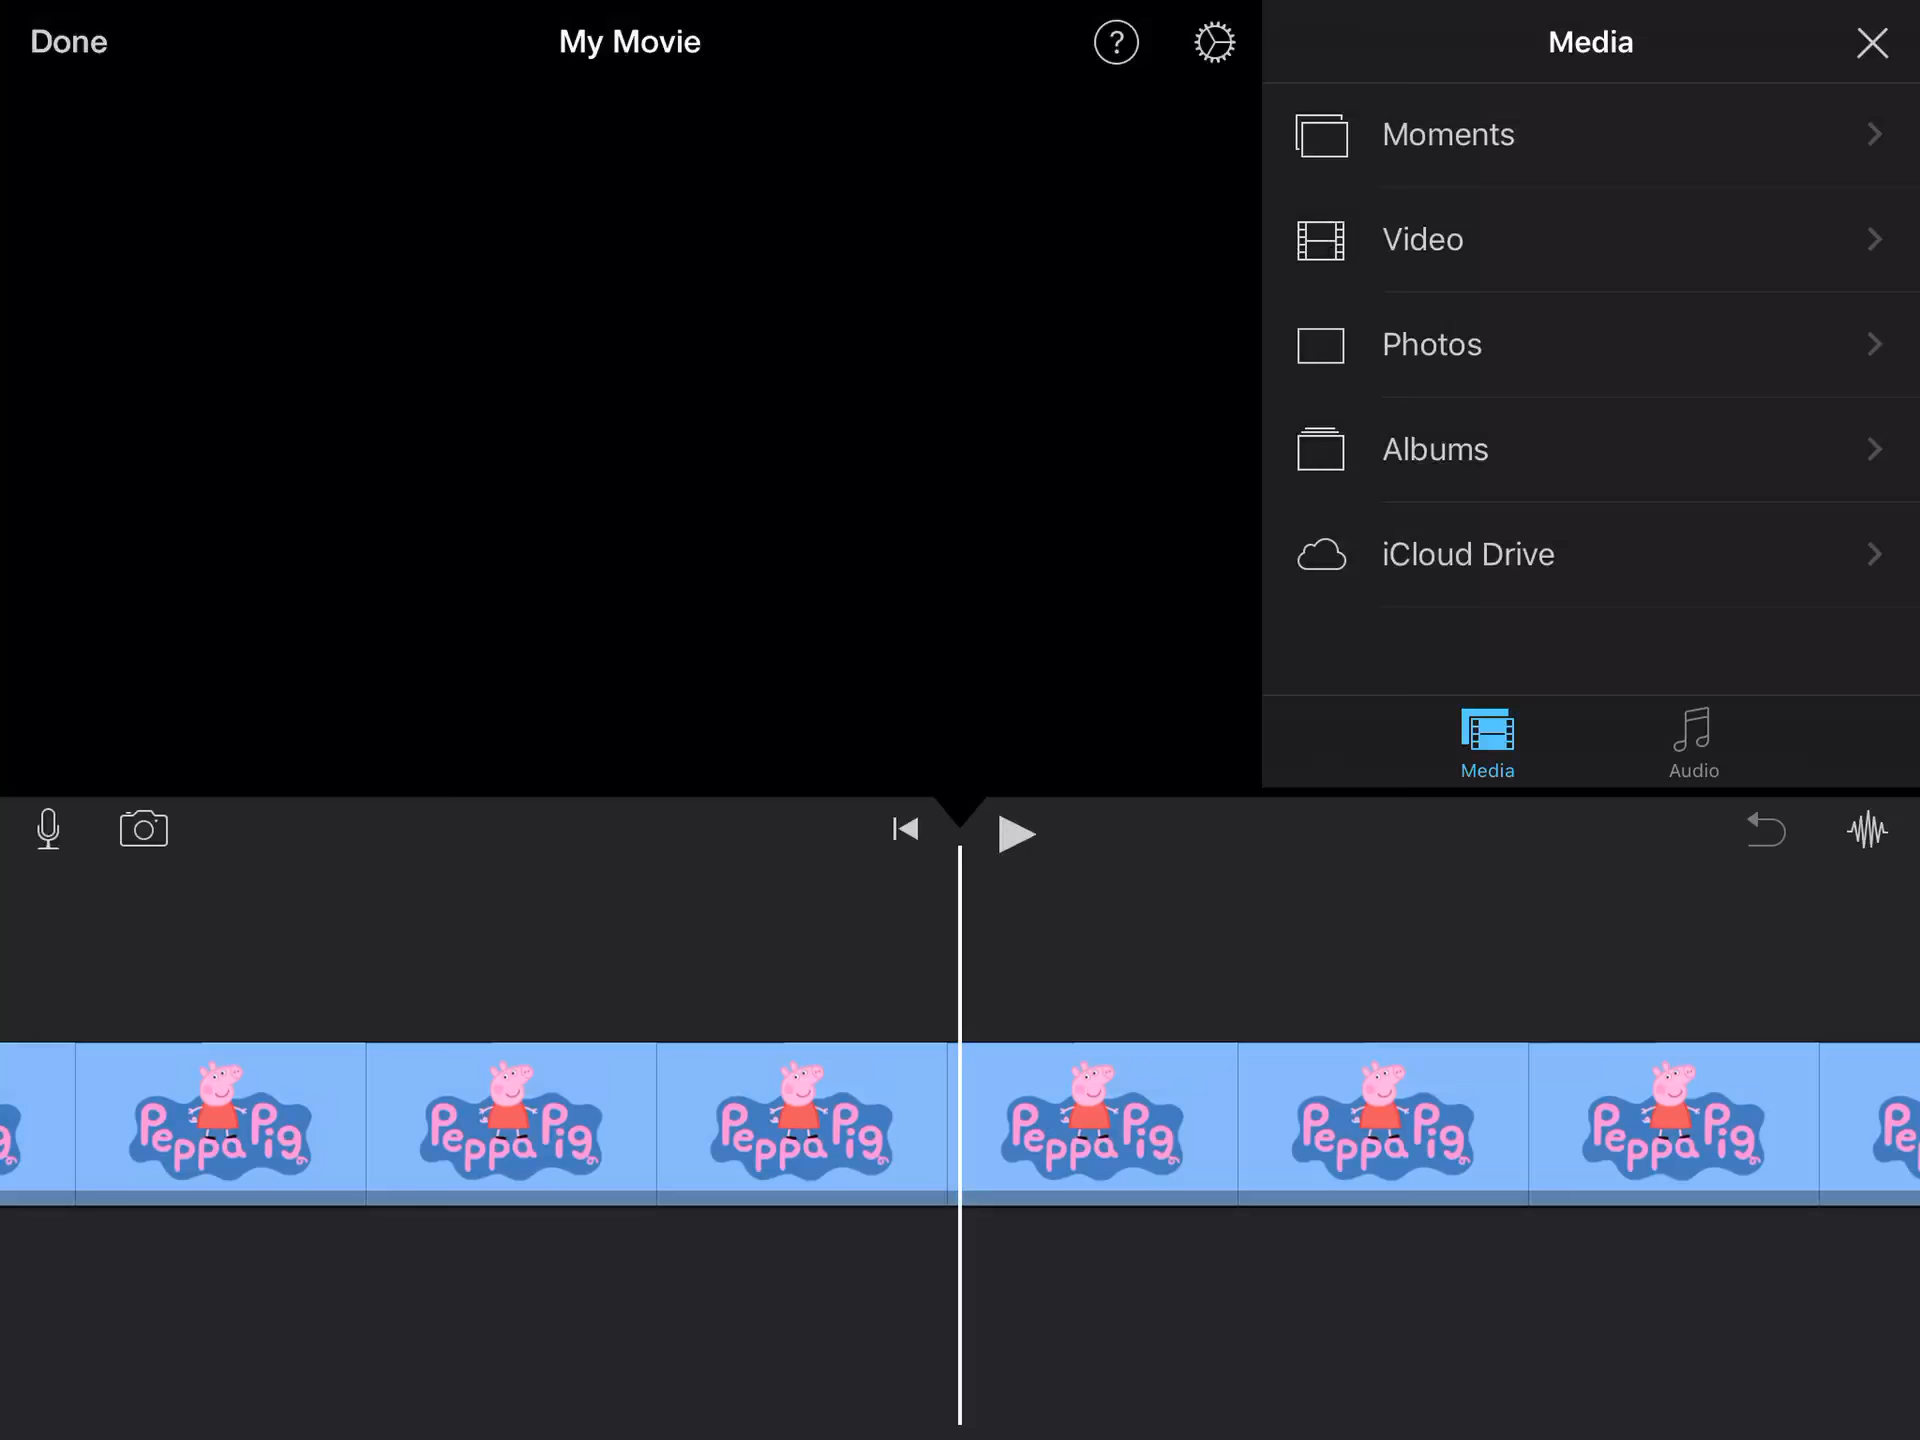 Done
My Movie
?
Media
Moments
Video
Photos
Albums
iCloud Drive
Media
Audio
Peppa Pig
Peppa Pig
Peppa Pig
Peppa Pig
Peppa Pig
Peppa Pig